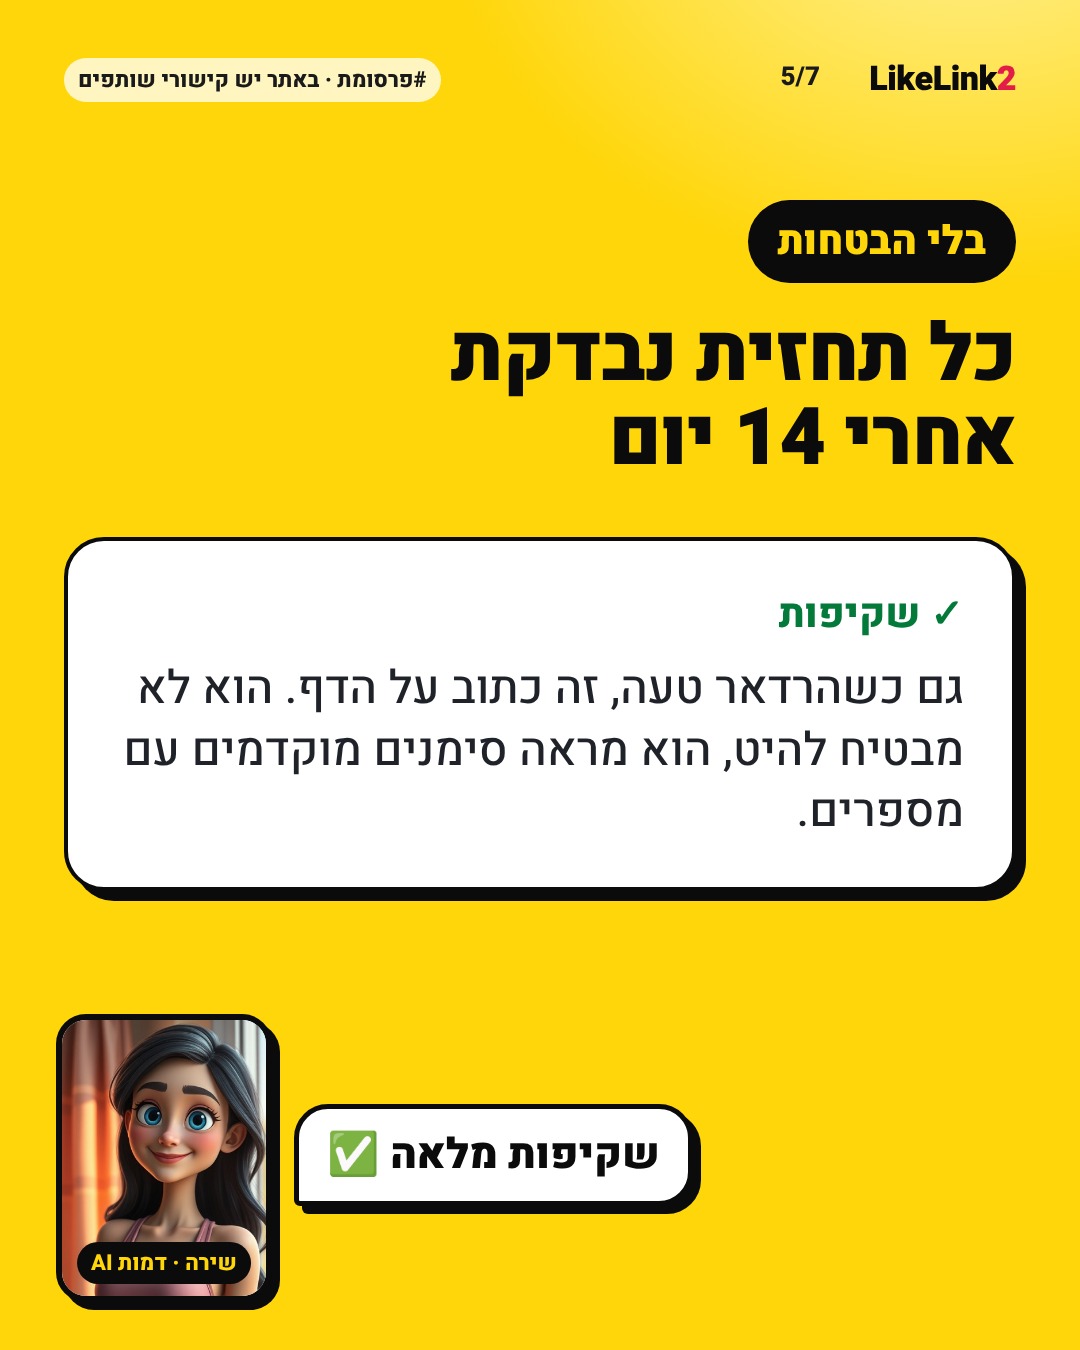 LikeLink2
5/7
#פרסומת · באתר יש קישורי שותפים
בלי הבטחות
כל תחזית נבדקת
אחרי 14 יום
✓ שקיפות
גם כשהרדאר טעה, זה כתוב על הדף. הוא לא
מבטיח להיט, הוא מראה סימנים מוקדמים עם
מספרים.
שקיפות מלאה ✅
שירה · דמות AI